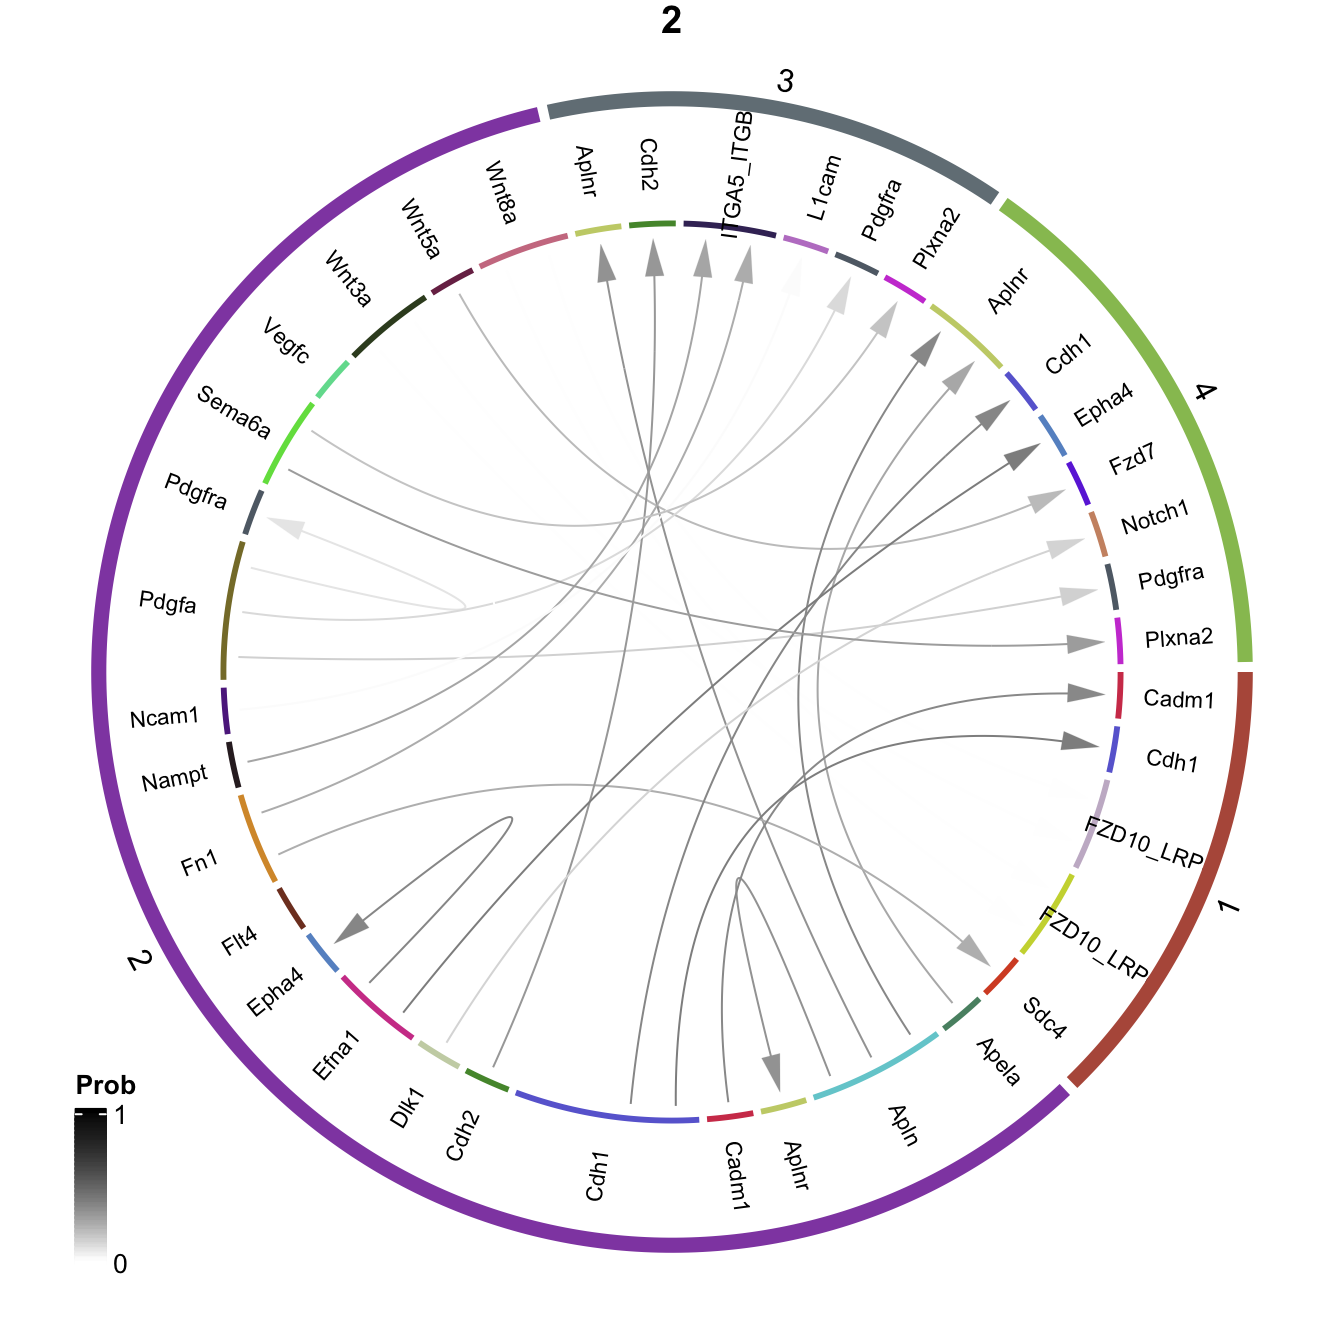 2
3
Wnt8a
Aplnr
Cdh2
ITGA5_ITGB
L1cam
Pdgfra
Plxna2
Aplnr
Cdh1
Epha4
Fzd7
Notch1
Pdgfra
Plxna2
4
Cadm1
Cdh1
FZD10_LRP
FZD10_LRP
Sdc4
1
Apela
Apln
Aplnr
Cadm1
Cdh1
Cdh2
Dlk1
Efna1
Epha4
Flt4
Fn1
Nampt
Ncam1
Pdgfa
Pdgfra
Sema6a
Vegfc
Wnt3a
Wnt5a
2
Prob
1
0